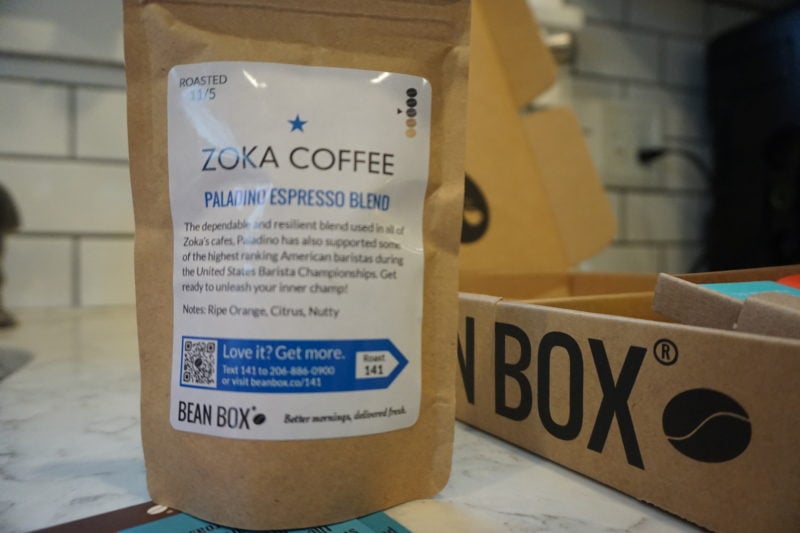 ROASTED
11/5
ZOKA COFFEE
PALADINO ESPRESSO BLEND
The dependable and resilient blend used in all of
Zoka's cafes, Paladino has also supported some
of the highest ranking American baristas during
the United States Barista Championships. Get
ready to unleash your inner champ!
Notes: Ripe Orange, Citrus, Nutty
Love it? Get more.
Text 141 to 206-886-0900
or visit beanbox.co/141
Roast
141
BEAN BOX®
Better mornings, delivered fresh.
N BOX®